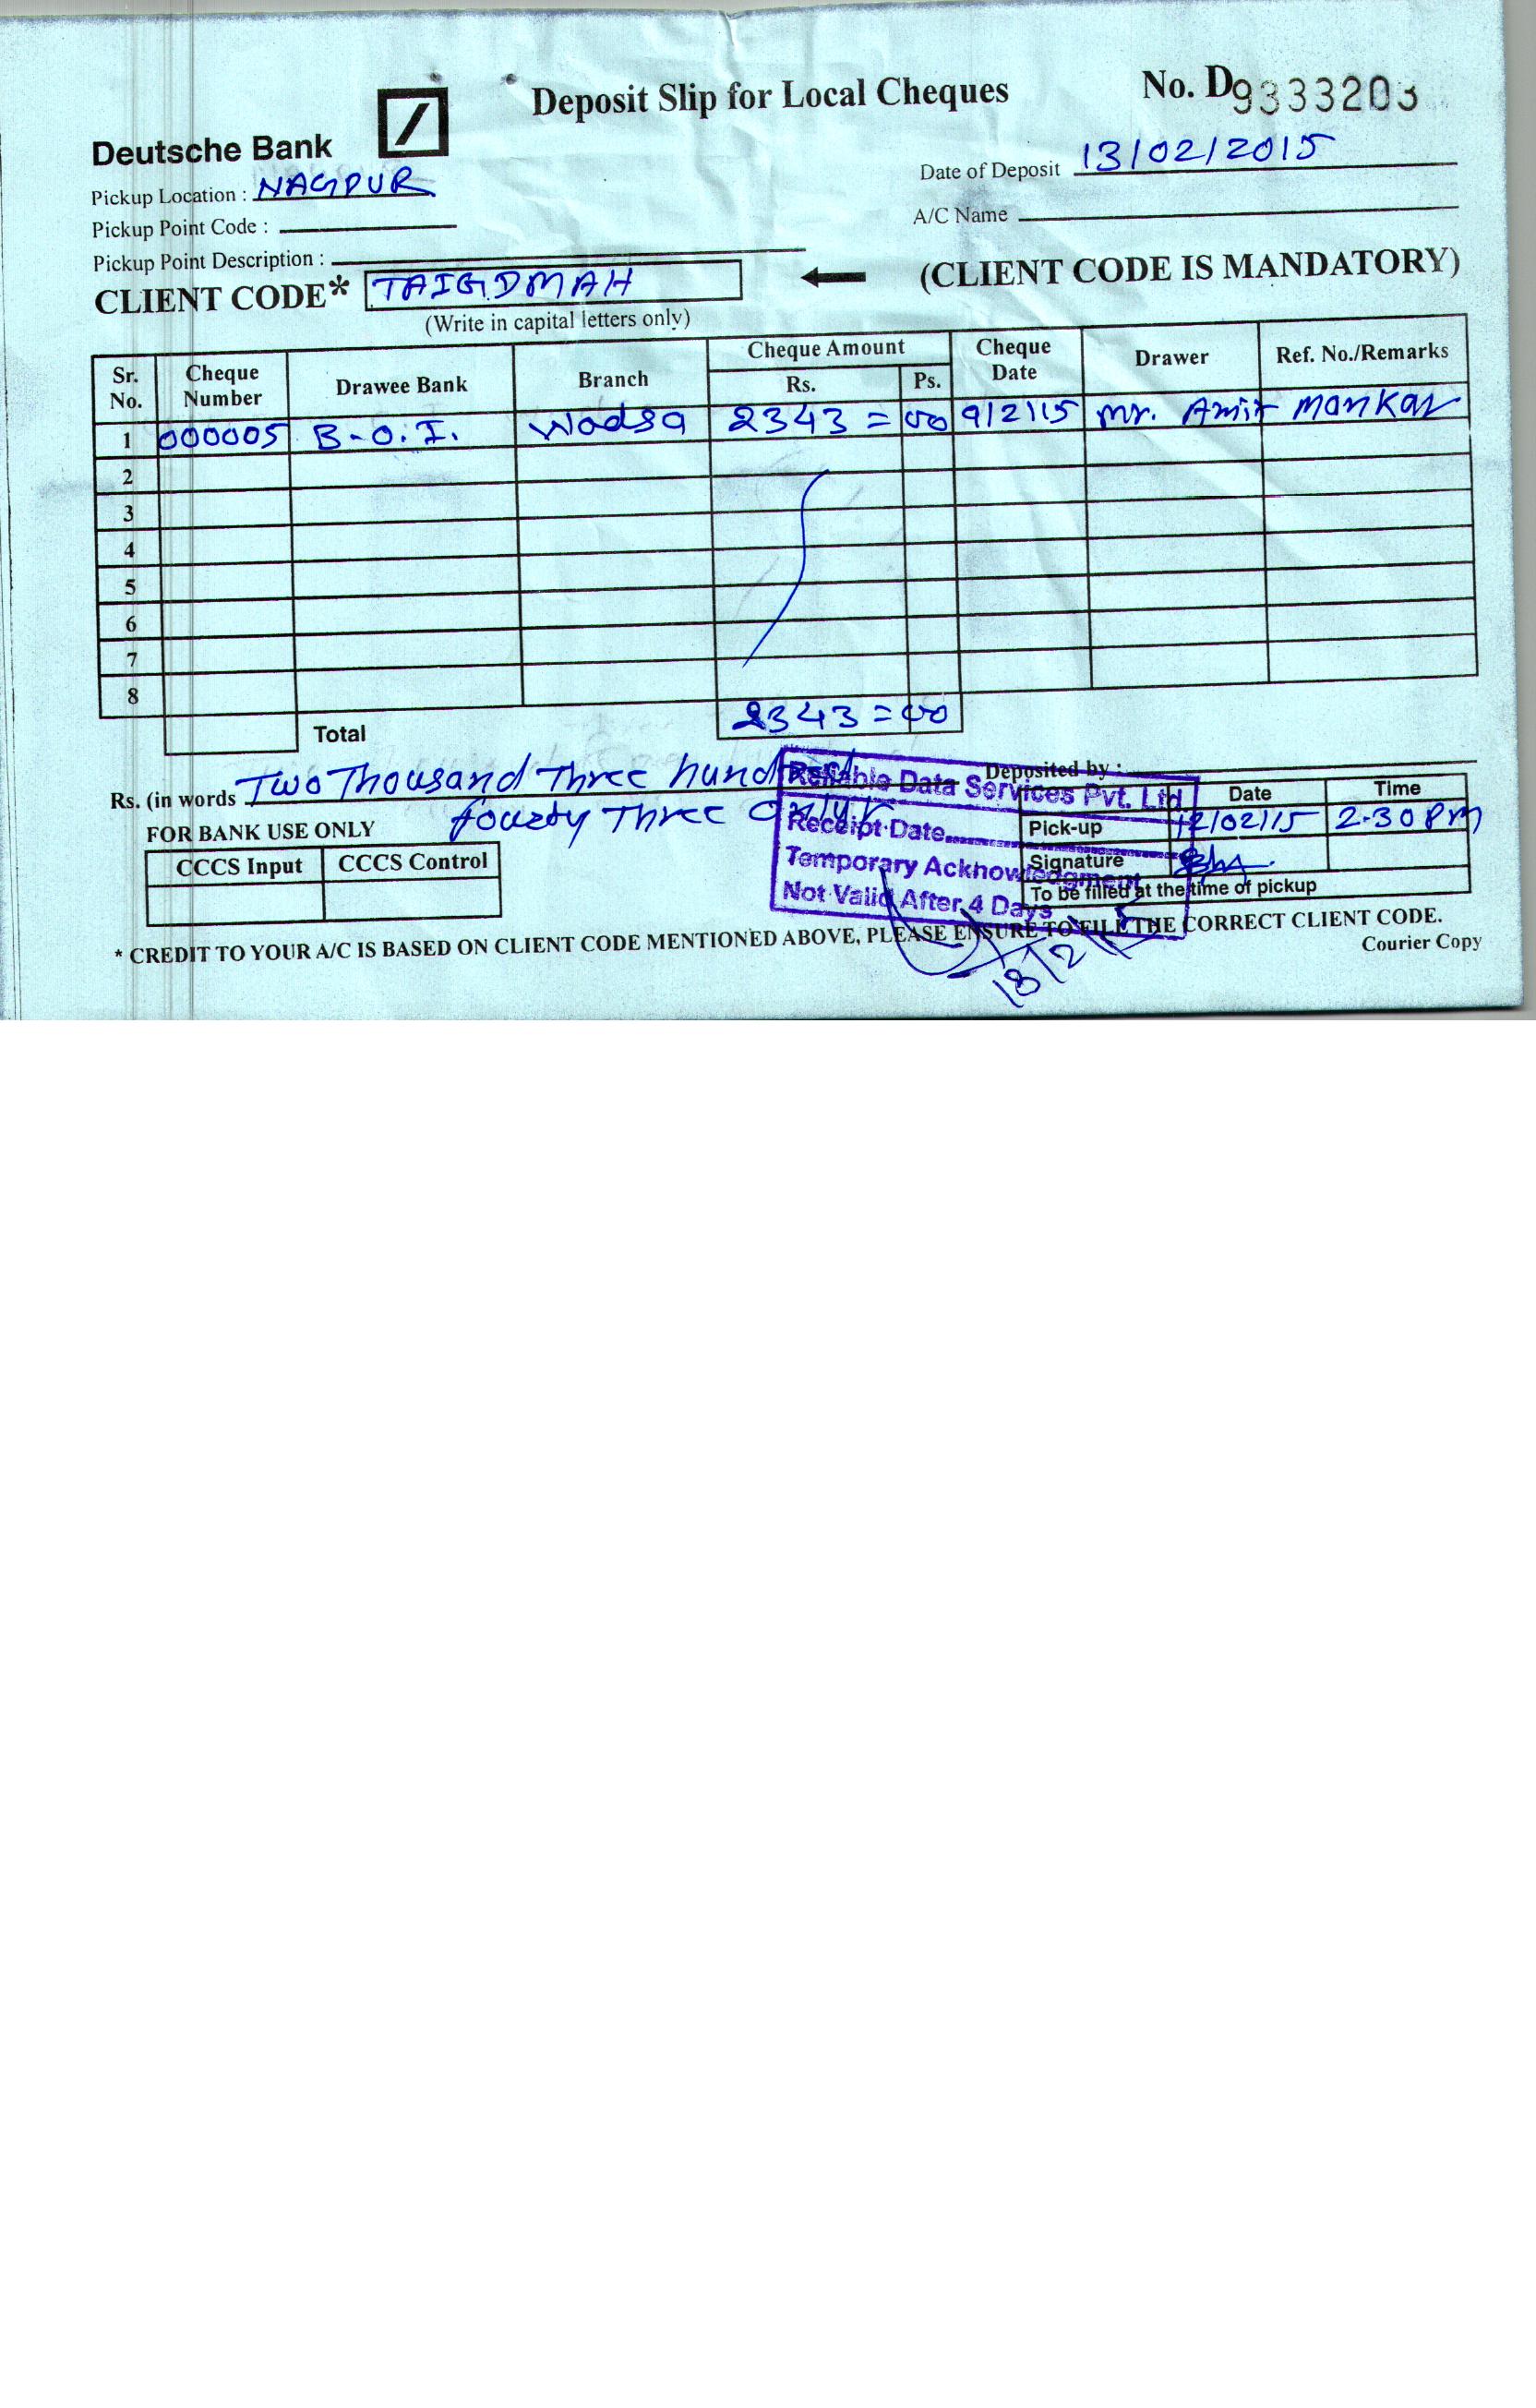 Deposit Slip for Local Cheques
No. D9333203
Deutsche Bank
Date of Deposit 13/02/2015
Pickup Location : NAGPUR
A/C Name
Pickup Point Code :
Pickup Point Description :
CLIENT CODE* TAIGDMAH
(CLIENT CODE IS MANDATORY)
(Write in capital letters only)
Sr. No. Cheque Number Drawee Bank Branch Cheque Amount Rs. Ps. Cheque Date Drawer Ref. No./Remarks
1 000005 B-O.I. Wadsa 2343 = 00 9/2/15 Mr. Amit Mankar
2
3
4
5
6
7
8
Total 2343 = 00
Deposited by :
Rs. (in words Two Thousand Three hundred
fourty Three only
Reliable Data Services Pvt. Ltd.
Receipt Date
Temporary Acknowledgment
Not Valid After 4 Days
Date Time
Pick-up 12/02/15 2.30 PM
Signature
To be filled at the time of pickup
FOR BANK USE ONLY
CCCS Input CCCS Control
* CREDIT TO YOUR A/C IS BASED ON CLIENT CODE MENTIONED ABOVE, PLEASE ENSURE TO FILL THE CORRECT CLIENT CODE.
Courier Copy
13/2/15